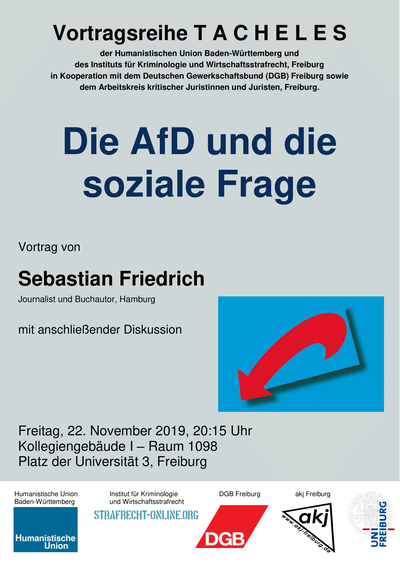 Vortragsreihe T A C H E L E S
der Humanistischen Union Baden-Württemberg und
des Instituts für Kriminologie und Wirtschaftsstrafrecht, Freiburg
in Kooperation mit dem Deutschen Gewerkschaftsbund (DGB) Freiburg sowie
dem Arbeitskreis kritischer Juristinnen und Juristen, Freiburg.
Die AfD und die
soziale Frage
Vortrag von
Sebastian Friedrich
Journalist und Buchautor, Hamburg
mit anschließender Diskussion
Freitag, 22. November 2019, 20:15 Uhr
Kollegiengebäude I – Raum 1098
Platz der Universität 3, Freiburg
Humanistische Union
Baden-Württemberg
Humanistische
Union
Institut für Kriminologie
und Wirtschaftsstrafrecht
STRAFRECHT-ONLINE.ORG
DGB Freiburg
DGB
akj Freiburg
akj
www.akj-freiburg.de
UNI
FREIBURG